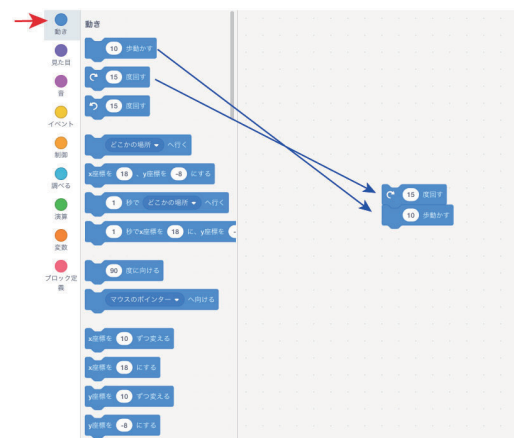 動き
見た目
音
イベント
制御
調べる
演算
変数
ブロック定
義
動き
10 歩動かす
15 度回す
15 度回す
どこかの場所 へ行く
x座標を 18 、y座標を -8 にする
1 秒で どこかの場所 へ行く
1 秒でx座標を 18 に、y座標を
90 度に向ける
マウスのポインター へ向ける
x座標を 10 ずつ変える
x座標を 18 にする
y座標を 10 ずつ変える
y座標を -8 にする
15 度回す
10 歩動かす